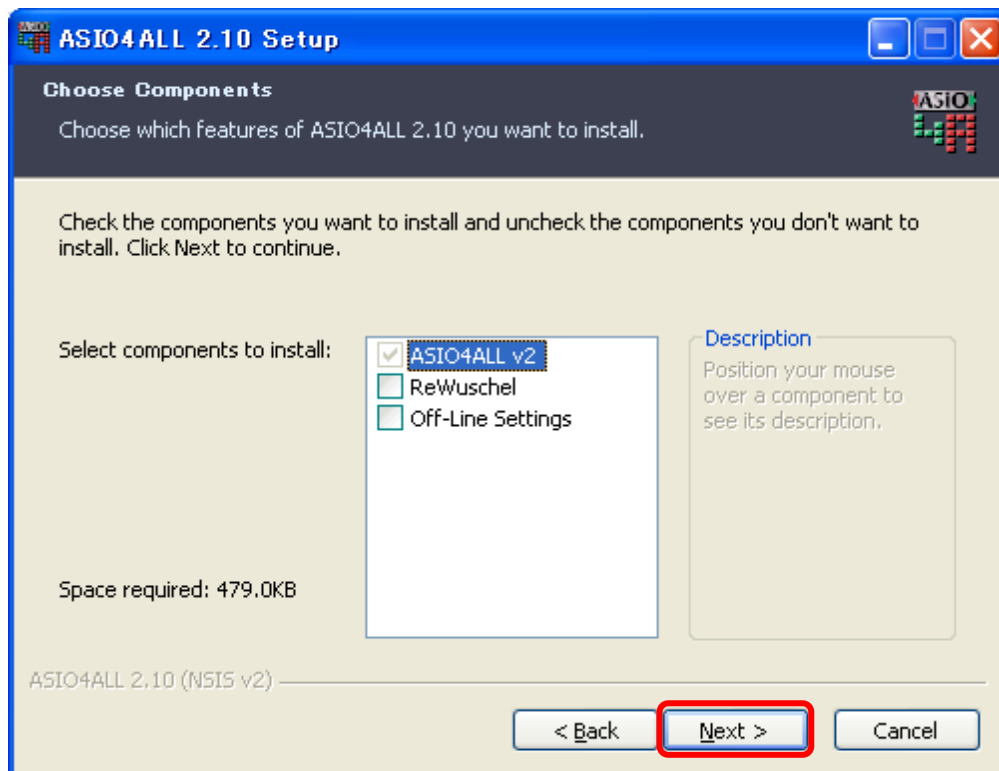 ASIO4ALL 2.10 Setup
Choose Components
Choose which features of ASIO4ALL 2.10 you want to install.
ASIO
4A
Check the components you want to install and uncheck the components you don't want to
install. Click Next to continue.
Select components to install:
ASIO4ALL v2
ReWuschel
Off-Line Settings
Description
Position your mouse
over a component to
see its description.
Space required: 479.0KB
ASIO4ALL 2.10 (NSIS v2)
< Back
Next >
Cancel